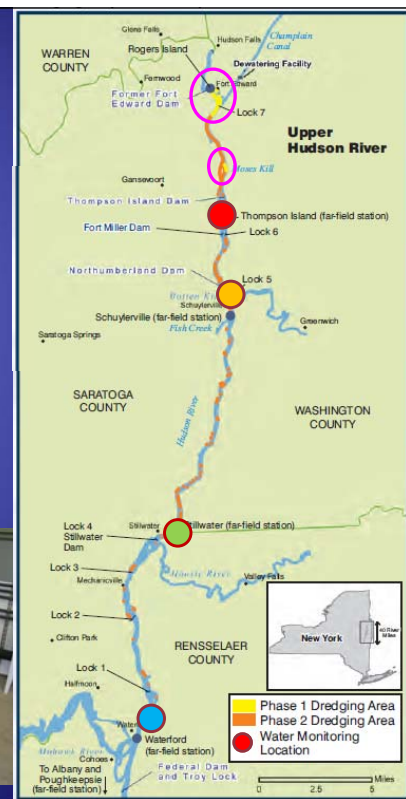 Glens Falls
Hudson Falls
Champlain
Canal
WARREN
COUNTY
Rogers Island
Dewatering Facility
Fernwood
Fort Edward
Former Fort
Edward Dam
Lock 7
Upper
Hudson River
Moses Kill
Gansevoort
Thompson Island Dam
Thompson Island (far-field station)
Fort Miller Dam
Lock 6
Northumberland Dam
Lock 5
Schuylerville
Schuylerville (far-field station)
Fish Creek
Greenwich
Saratoga Springs
SARATOGA
COUNTY
WASHINGTON
COUNTY
Hudson River
Stillwater
Stillwater (far-field station)
Lock 4
Stillwater
Dam
Lock 3
Mechanicville
Hoosic River
Valley Falls
Lock 2
Clifton Park
RENSSELAER
COUNTY
New York
40 River
Miles
Lock 1
Halfmoon
Waterford
(far-field station)
Mohawk River
Cohoes
To Albany and
Poughkeepsie
(far-field station)
Federal Dam
and Troy Lock
Phase 1 Dredging Area
Phase 2 Dredging Area
Water Monitoring
Location
Miles
0
2.5
5